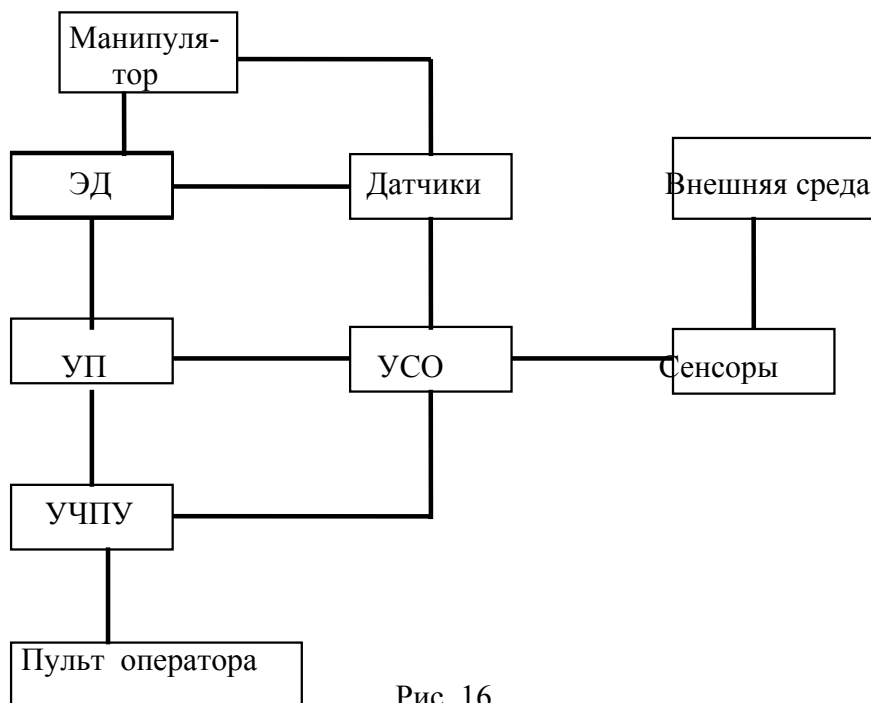 Манипуля-
тор
ЭД
Датчики
Внешняя среда
УП
УСО
Сенсоры
УЧПУ
Пульт оператора
Рис. 16